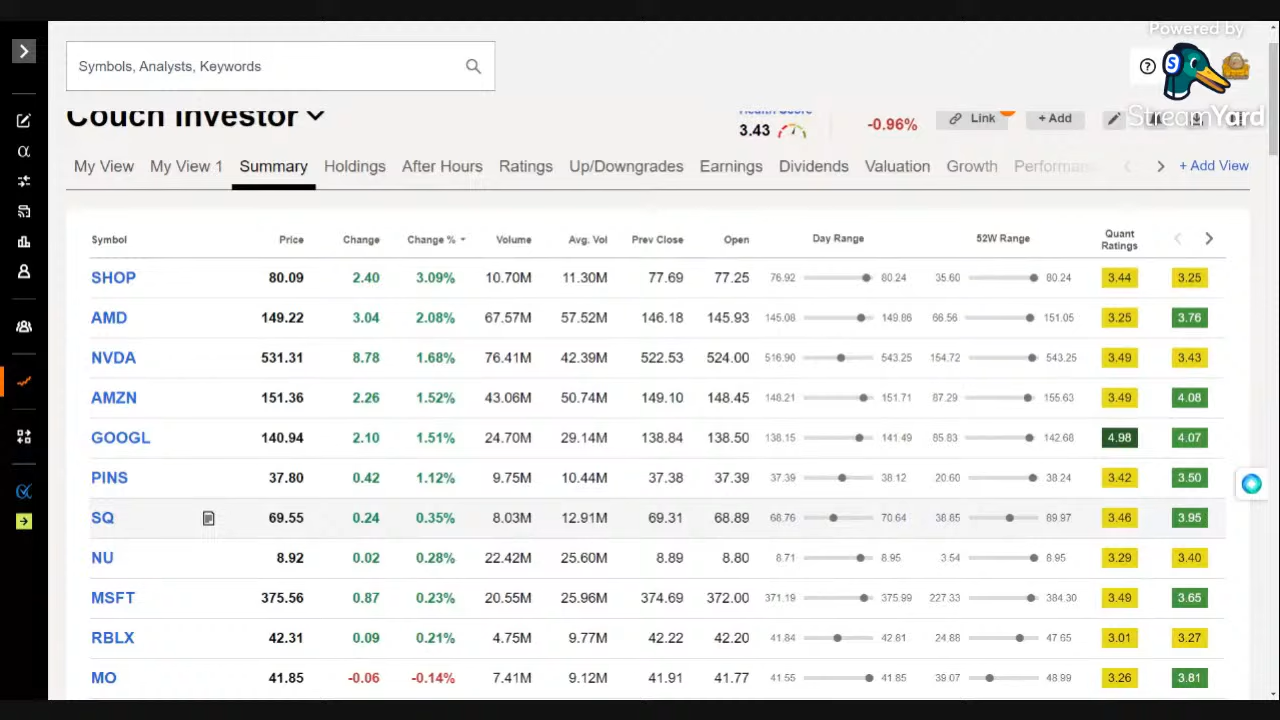 Powered by
StreamYard
Symbols, Analysts, Keywords
Couch Investor
Health Score
3.43
-0.96%
Link
+ Add
My View My View 1 Summary Holdings After Hours Ratings Up/Downgrades Earnings Dividends Valuation Growth Performance + Add View
Symbol Price Change Change % Volume Avg. Vol Prev Close Open Day Range 52W Range Quant Ratings
SHOP 80.09 2.40 3.09% 10.70M 11.30M 77.69 77.25 76.92 80.24 35.60 80.24 3.44 3.25
AMD 149.22 3.04 2.08% 67.57M 57.52M 146.18 145.93 145.08 149.86 66.56 151.05 3.25 3.76
NVDA 531.31 8.78 1.68% 76.41M 42.39M 522.53 524.00 516.90 543.25 154.72 543.25 3.49 3.43
AMZN 151.36 2.26 1.52% 43.06M 50.74M 149.10 148.45 148.21 151.71 87.29 155.63 3.49 4.08
GOOGL 140.94 2.10 1.51% 24.70M 29.14M 138.84 138.50 138.15 141.49 85.83 142.68 4.98 4.07
PINS 37.80 0.42 1.12% 9.75M 10.44M 37.38 37.39 37.39 38.12 20.60 38.24 3.42 3.50
SQ 69.55 0.24 0.35% 8.03M 12.91M 69.31 68.89 68.76 70.64 38.85 89.97 3.46 3.95
NU 8.92 0.02 0.28% 22.42M 25.60M 8.89 8.80 8.71 8.95 3.54 8.95 3.29 3.40
MSFT 375.56 0.87 0.23% 20.55M 25.96M 374.69 372.00 371.19 375.99 227.33 384.30 3.49 3.65
RBLX 42.31 0.09 0.21% 4.75M 9.77M 42.22 42.20 41.84 42.81 24.88 47.65 3.01 3.27
MO 41.85 -0.06 -0.14% 7.41M 9.12M 41.91 41.77 41.55 41.85 39.07 48.99 3.26 3.81